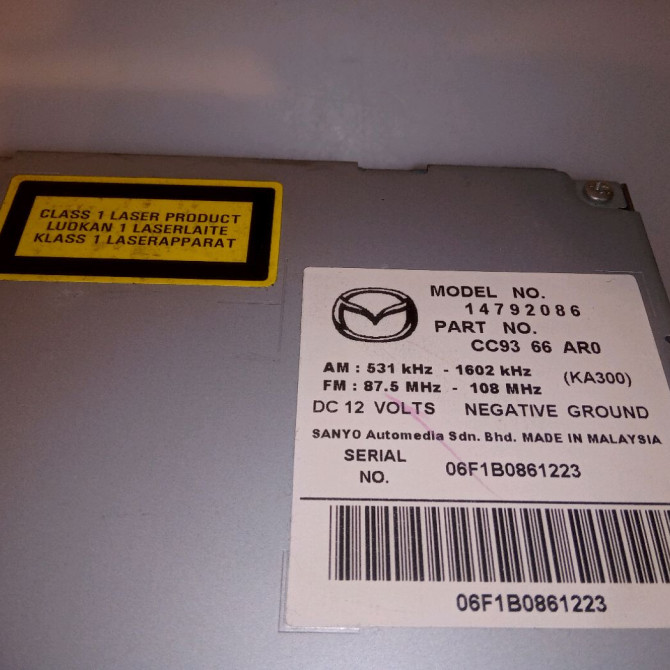 CLASS 1 LASER PRODUCT
LUOKAN 1 LASERLAITE
KLASS 1 LASERAPPARAT
MODEL NO.
14792086
PART NO.
CC93 66 AR0
AM : 531 kHz - 1602 kHz
(KA300)
FM : 87.5 MHz - 108 MHz
DC 12 VOLTS NEGATIVE GROUND
SANYO Automedia Sdn. Bhd. MADE IN MALAYSIA
SERIAL
NO.
06F1B0861223
06F1B0861223